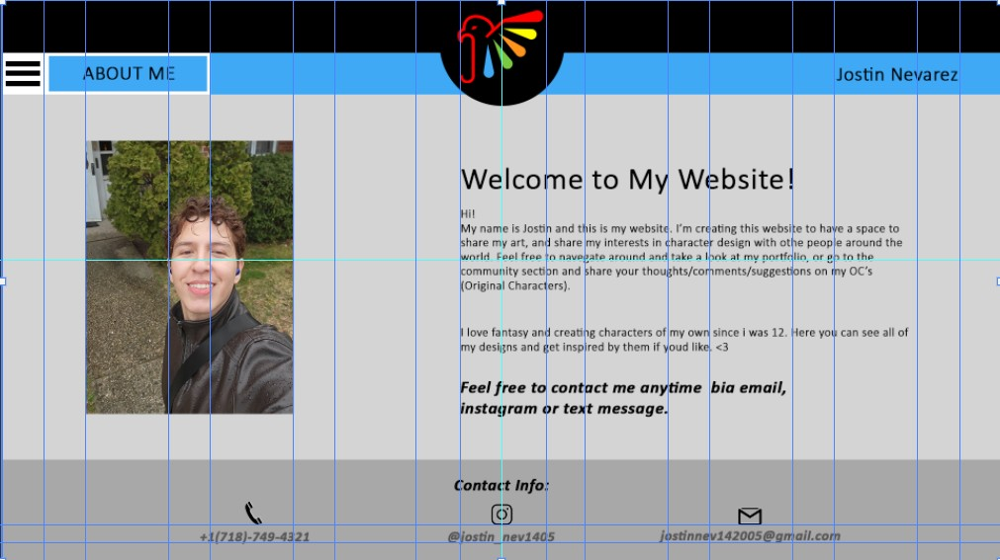 ABOUT ME
Jostin Nevarez
Welcome to My Website!
Hi!
My name is Jostin and this is my website. I'm creating this website to have a space to
share my art, and share my interests in character design with othe people around the
world. Feel free to navegate around and take a look at my portfolio, or go to the
community section and share your thoughts/comments/suggestions on my OC's
(Original Characters).
I love fantasy and creating characters of my own since i was 12. Here you can see all of
my designs and get inspired by them if youd like. <3
Feel free to contact me anytime bia email,
instagram or text message.
Contact Info:
+1(718)-749-4321
@jostin_nev1405
jostinnev142005@gmail.com